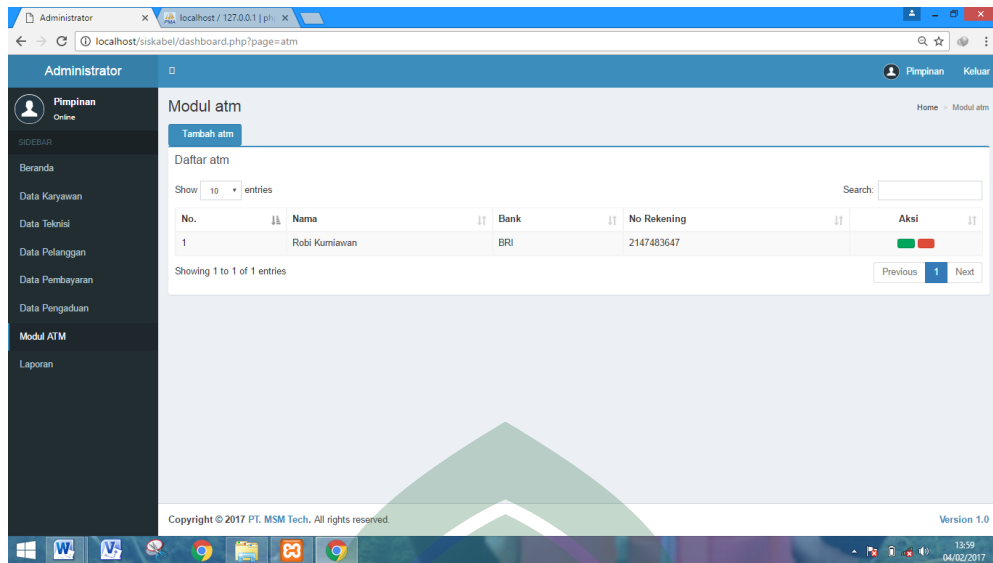 Administrator
localhost / 127.0.0.1 | ph
localhost/siskabel/dashboard.php?page=atm
Administrator
Pimpinan Keluar
Pimpinan
Online
SIDEBAR
Beranda
Data Karyawan
Data Teknisi
Data Pelanggan
Data Pembayaran
Data Pengaduan
Modul ATM
Laporan
Modul atm
Home > Modul atm
Tambah atm
Daftar atm
Show 10 entries
Search:
No. Nama Bank No Rekening Aksi
1 Robi Kurniawan BRI 2147483647
Showing 1 to 1 of 1 entries
Previous 1 Next
Copyright © 2017 PT. MSM Tech. All rights reserved.
Version 1.0
13:59
04/02/2017